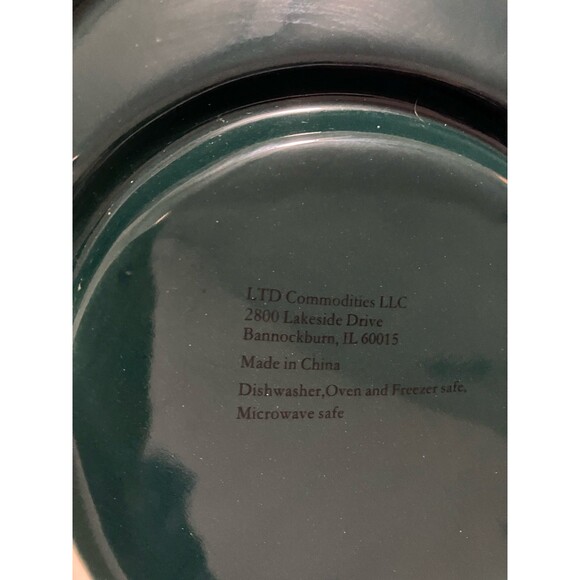 LTD Commodities LLC
2800 Lakeside Drive
Bannockburn, IL 60015
Made in China
Dishwasher,Oven and Freezer safe.
Microwave safe